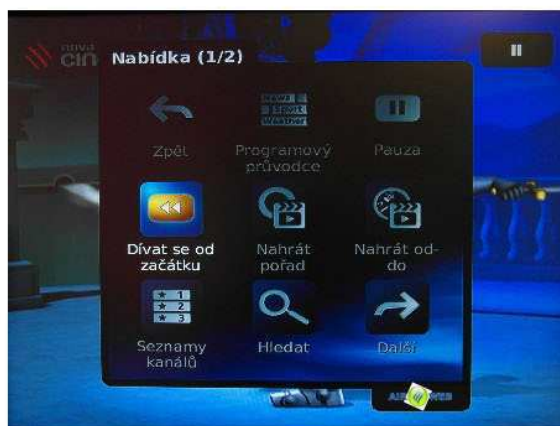 nova
Nabídka (1/2)
News
Sport
Weather
Zpět
Programový
průvodce
Pauza
Dívat se od
začátku
Nahrát
pořad
Nahrát od-
do
1
2
3
Seznamy
kanálů
Hledat
Další